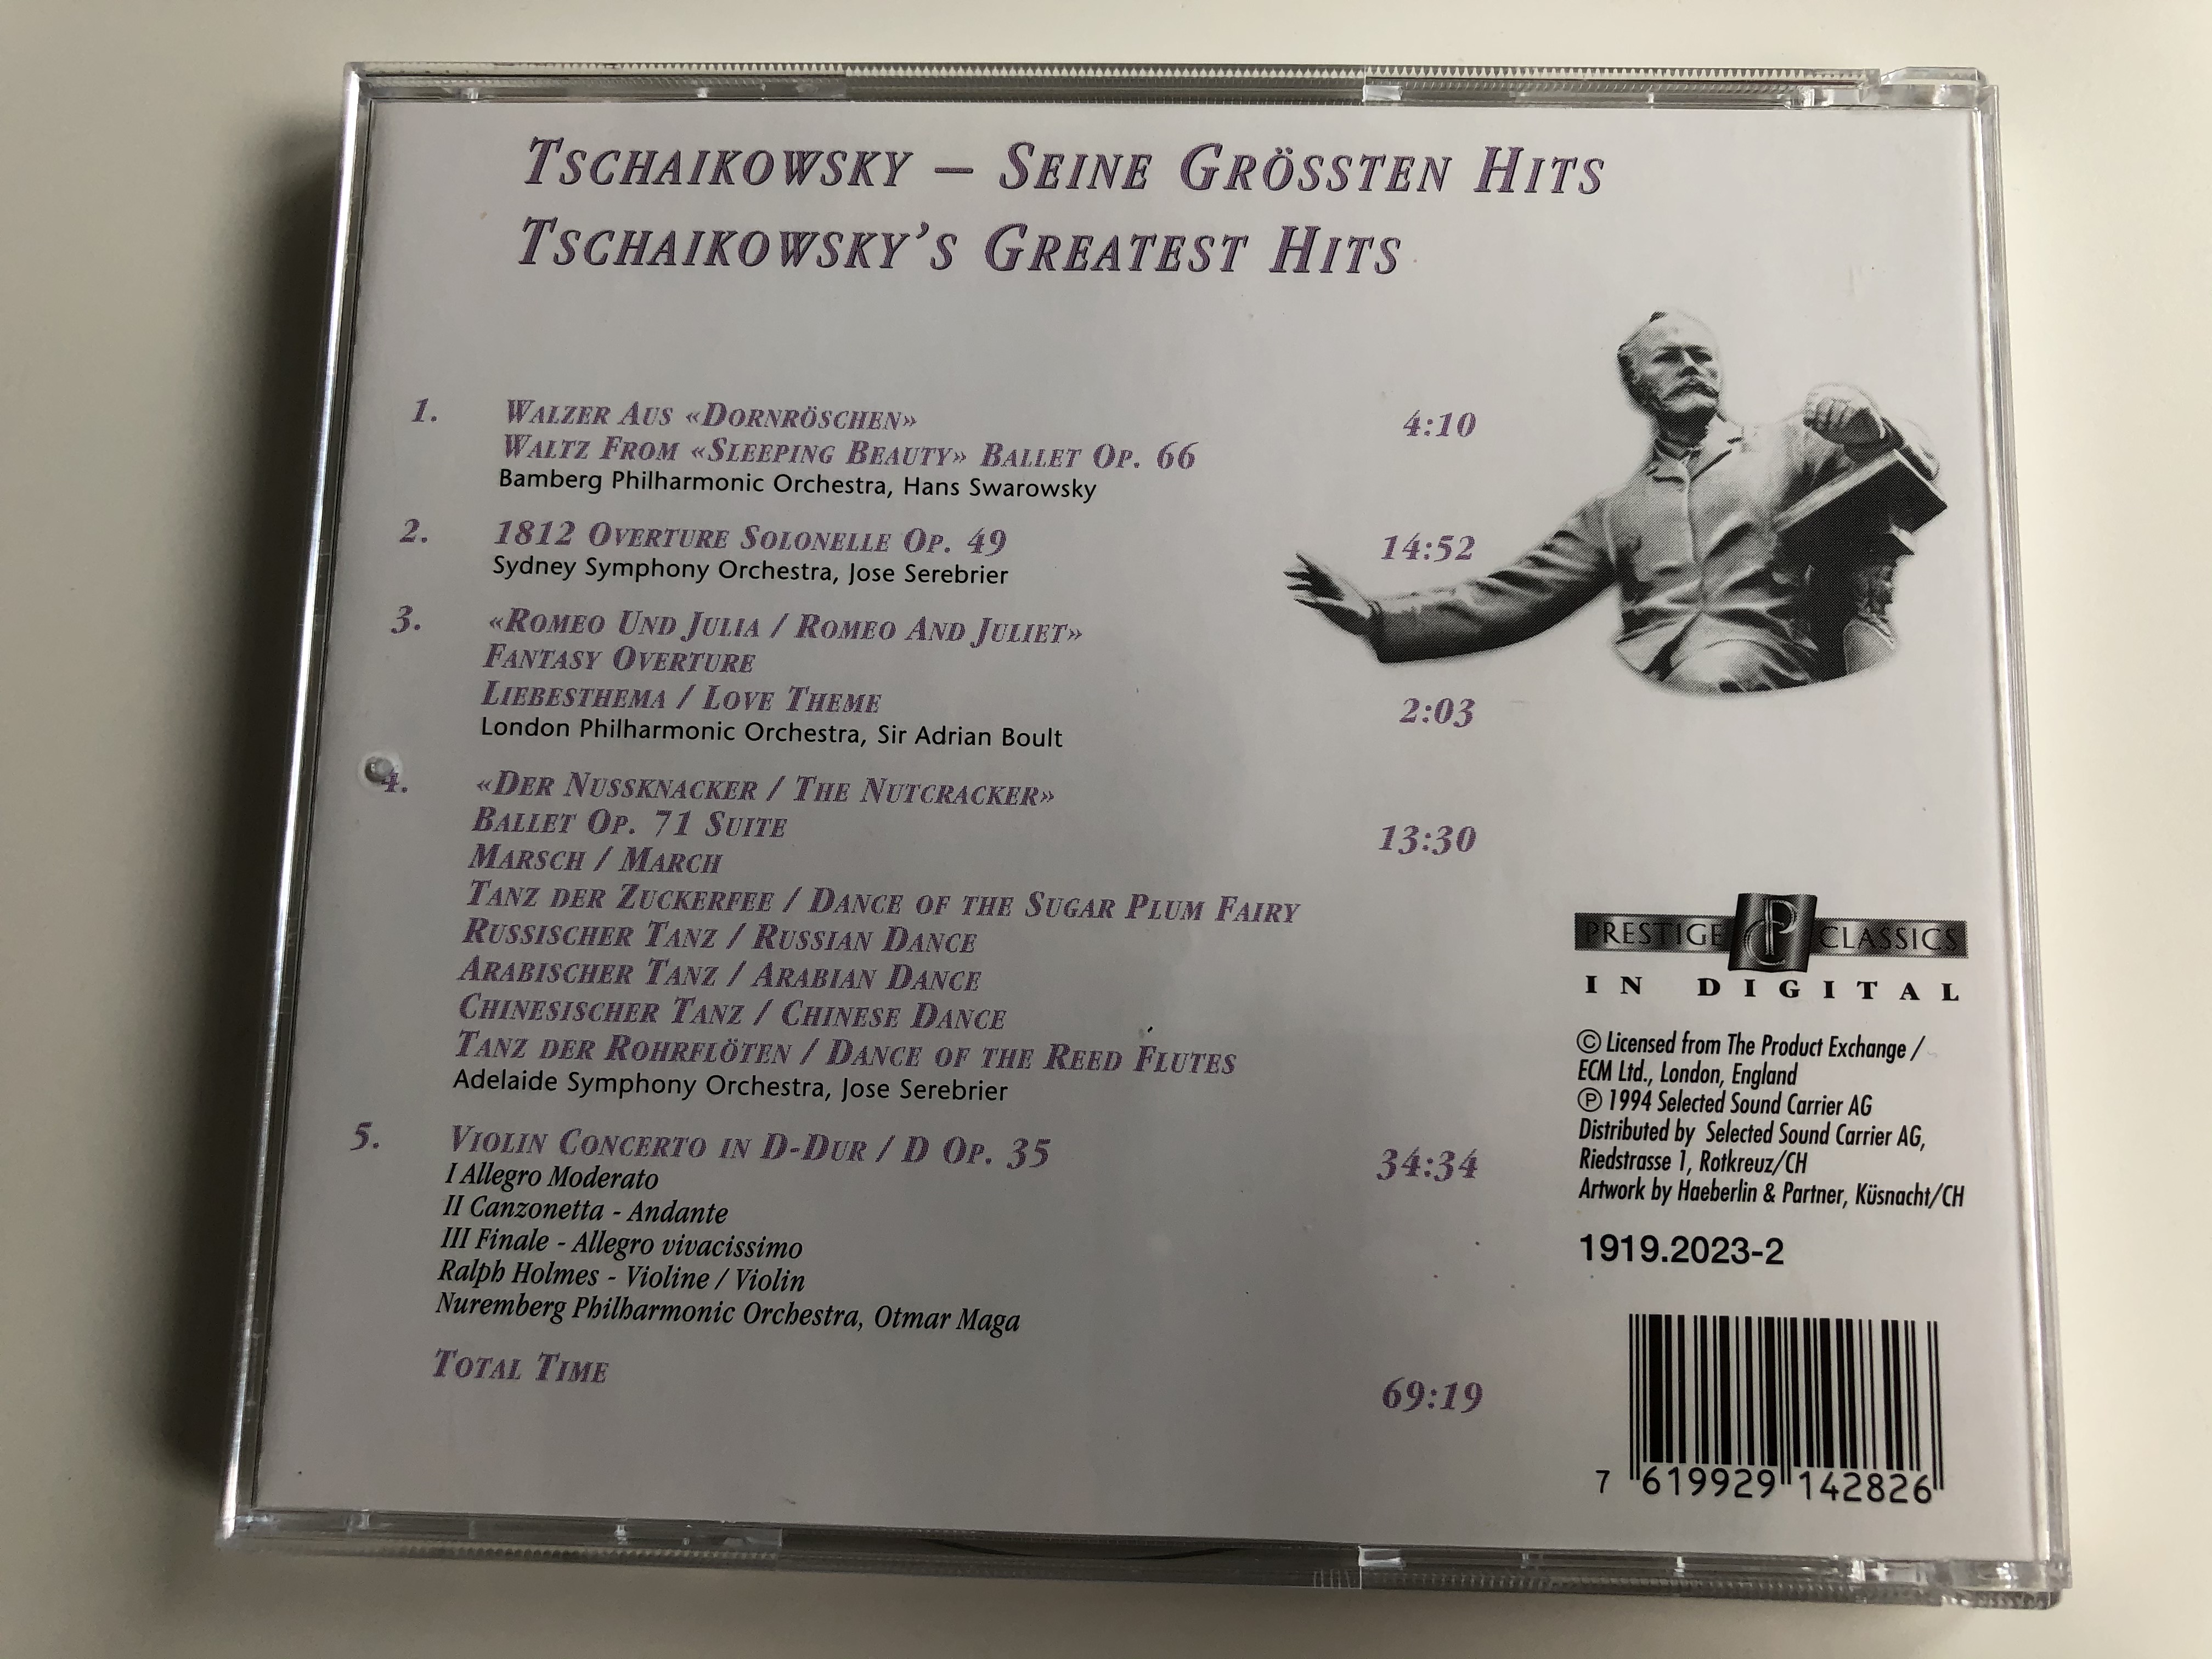 TSCHAIKOWSKY – SEINE GRÖSSTEN HITS
TSCHAIKOWSKY'S GREATEST HITS
1. WALZER AUS «DORNRÖSCHEN» 4:10
WALTZ FROM «SLEEPING BEAUTY» BALLET OP. 66
Bamberg Philharmonic Orchestra, Hans Swarowsky
2. 1812 OVERTURE SOLONELLE OP. 49 14:52
Sydney Symphony Orchestra, Jose Serebrier
3. «ROMEO UND JULIA / ROMEO AND JULIET»
FANTASY OVERTURE
LIEBESTHEMA / LOVE THEME 2:03
London Philharmonic Orchestra, Sir Adrian Boult
4. «DER NUSSKNACKER / THE NUTCRACKER»
BALLET OP. 71 SUITE 13:30
MARSCH / MARCH
TANZ DER ZUCKERFEE / DANCE OF THE SUGAR PLUM FAIRY
RUSSISCHER TANZ / RUSSIAN DANCE
ARABISCHER TANZ / ARABIAN DANCE
CHINESISCHER TANZ / CHINESE DANCE
TANZ DER ROHRFLÖTEN / DANCE OF THE REED FLUTES
Adelaide Symphony Orchestra, Jose Serebrier
5. VIOLIN CONCERTO IN D-DUR / D OP. 35 34:34
I Allegro Moderato
II Canzonetta - Andante
III Finale - Allegro vivacissimo
Ralph Holmes - Violine / Violin
Nuremberg Philharmonic Orchestra, Otmar Maga
TOTAL TIME 69:19
PRESTIGE PC CLASSICS
IN DIGITAL
© Licensed from The Product Exchange /
ECM Ltd., London, England
℗ 1994 Selected Sound Carrier AG
Distributed by Selected Sound Carrier AG,
Riedstrasse 1, Rotkreuz/CH
Artwork by Haeberlin & Partner, Küsnacht/CH
1919.2023-2
7 619929 142826